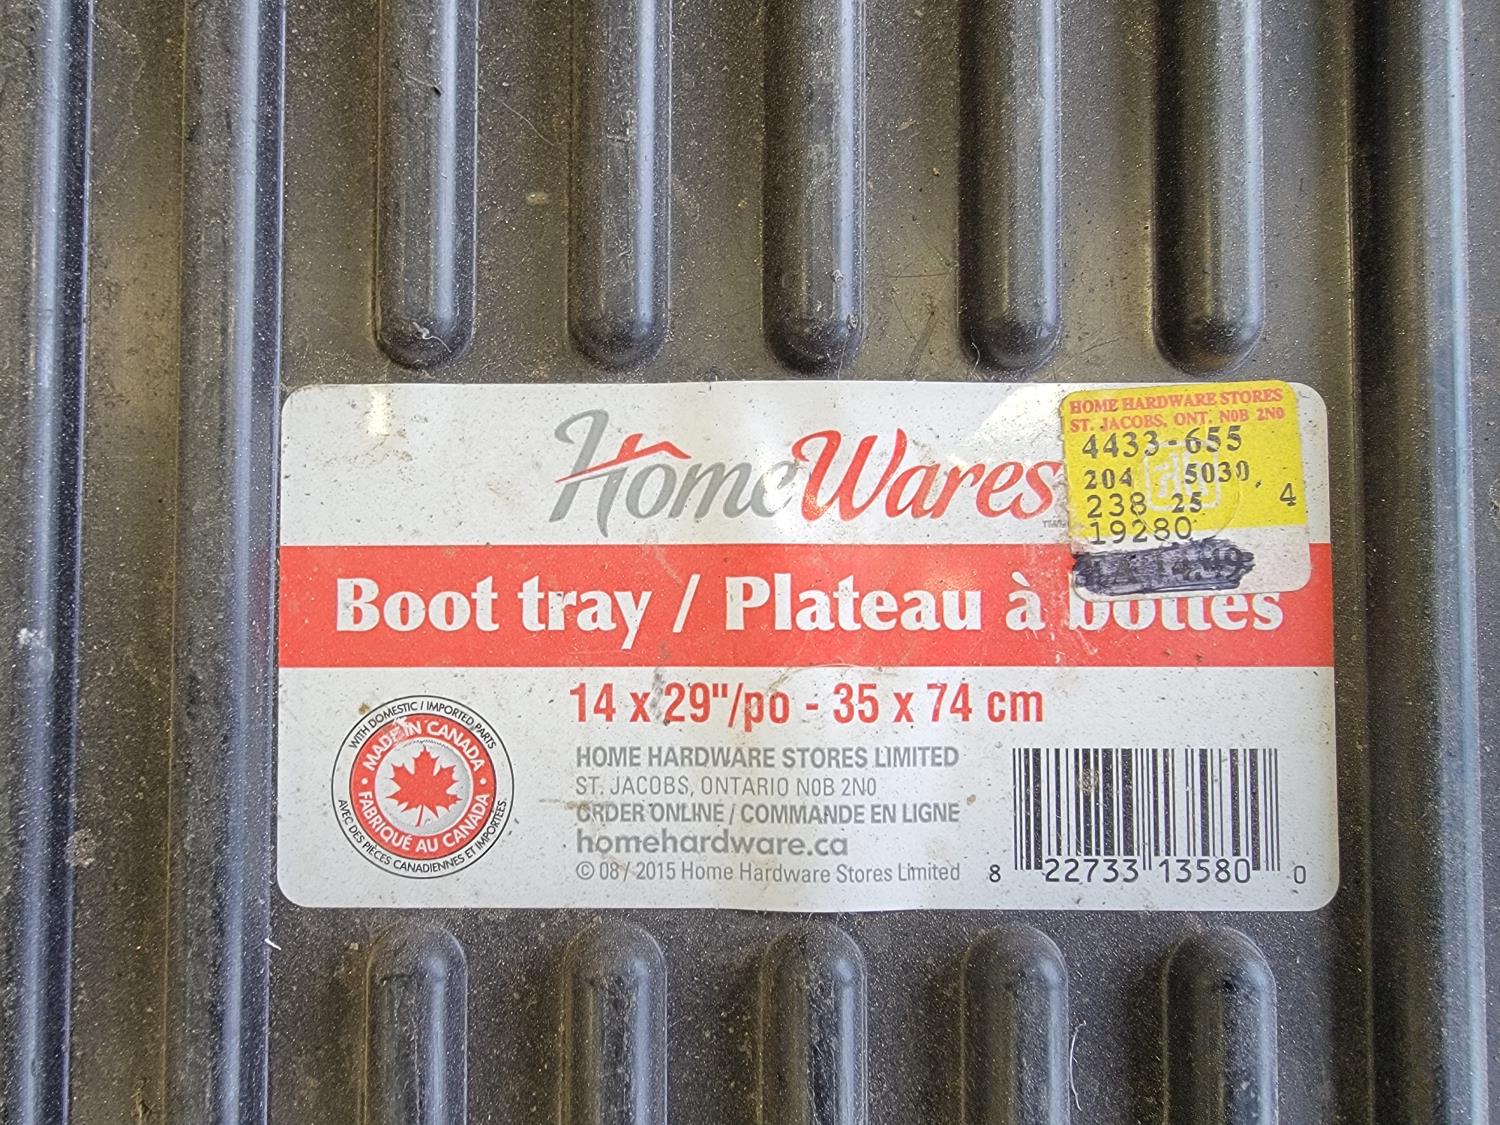 HomeWares
HOME HARDWARE STORES
ST. JACOBS, ONT. N0B 2N0
4433-655
204 5030,
238 25 4
19280
Boot tray / Plateau à bottes
14 x 29"/po - 35 x 74 cm
WITH DOMESTIC / IMPORTED PARTS
MADE IN CANADA
FABRIQUÉ AU CANADA
AVEC DES PIÈCES CANADIENNES ET IMPORTÉES.
HOME HARDWARE STORES LIMITED
ST. JACOBS, ONTARIO N0B 2N0
ORDER ONLINE / COMMANDE EN LIGNE
homehardware.ca
© 08 / 2015 Home Hardware Stores Limited
8 22733 13580 0